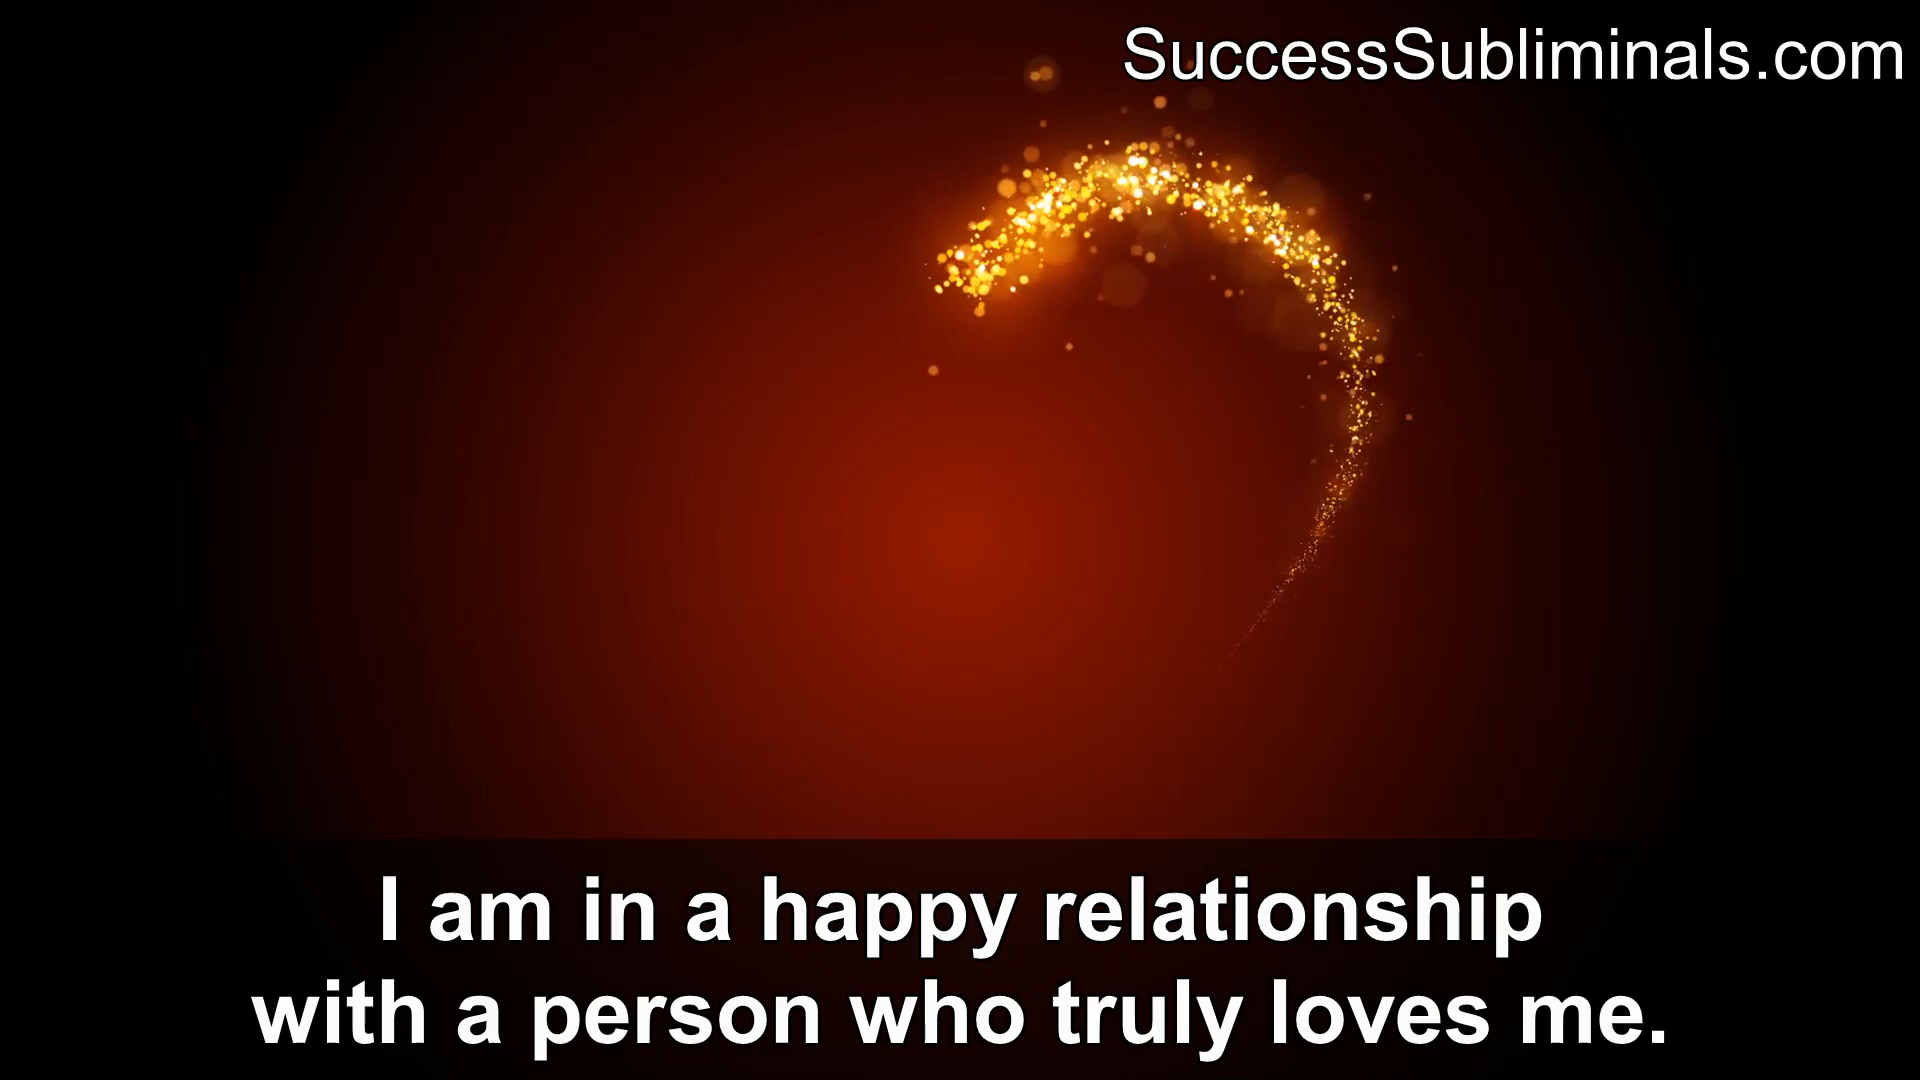 SuccessSubliminals.com
I am in a happy relationship
with a person who truly loves me.